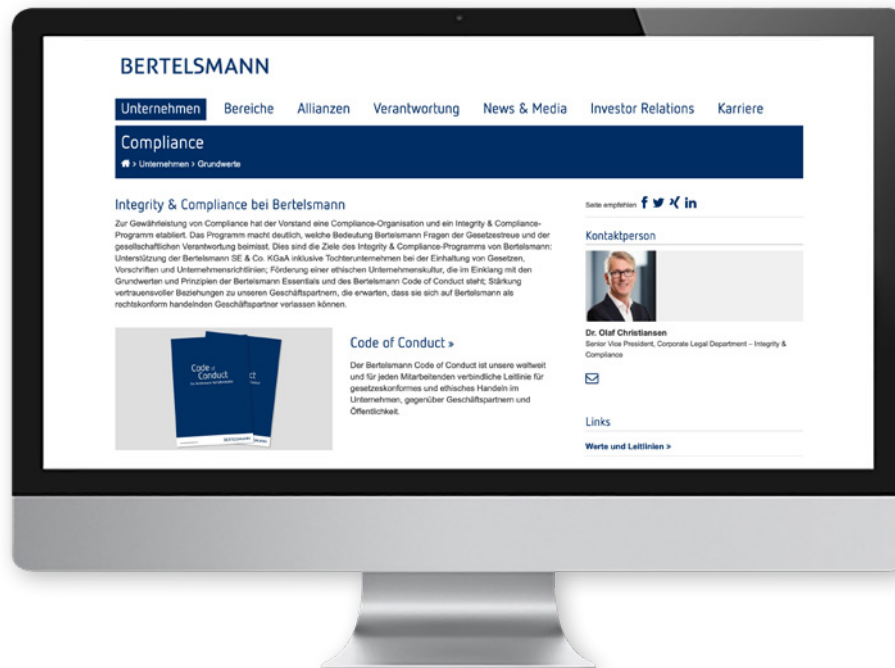 BERTELSMANN
Unternehmen Bereiche Allianzen Verantwortung News & Media Investor Relations Karriere
Compliance
> Unternehmen > Grundwerte
Integrity & Compliance bei Bertelsmann
Zur Gewährleistung von Compliance hat der Vorstand eine Compliance-Organisation und ein Integrity & Compliance-
Programm etabliert. Das Programm macht deutlich, welche Bedeutung Bertelsmann Fragen der Gesetzestreue und der
gesellschaftlichen Verantwortung beimisst. Dies sind die Ziele des Integrity & Compliance-Programms von Bertelsmann:
Unterstützung der Bertelsmann SE & Co. KGaA inklusive Tochterunternehmen bei der Einhaltung von Gesetzen,
Vorschriften und Unternehmensrichtlinien; Förderung einer ethischen Unternehmenskultur, die im Einklang mit den
Grundwerten und Prinzipien der Bertelsmann Essentials und des Bertelsmann Code of Conduct steht; Stärkung
vertrauensvoller Beziehungen zu unseren Geschäftspartnern, die erwarten, dass sie sich auf Bertelsmann als
rechtskonform handelnden Geschäftspartner verlassen können.
Code of
Conduct
BERTELSMANN
Code of Conduct »
Der Bertelsmann Code of Conduct ist unsere weltweit
und für jeden Mitarbeitenden verbindliche Leitlinie für
gesetzeskonformes und ethisches Handeln im
Unternehmen, gegenüber Geschäftspartnern und
Öffentlichkeit.
Seite empfehlen
Kontaktperson
Dr. Olaf Christiansen
Senior Vice President, Corporate Legal Department – Integrity &
Compliance
Links
Werte und Leitlinien >